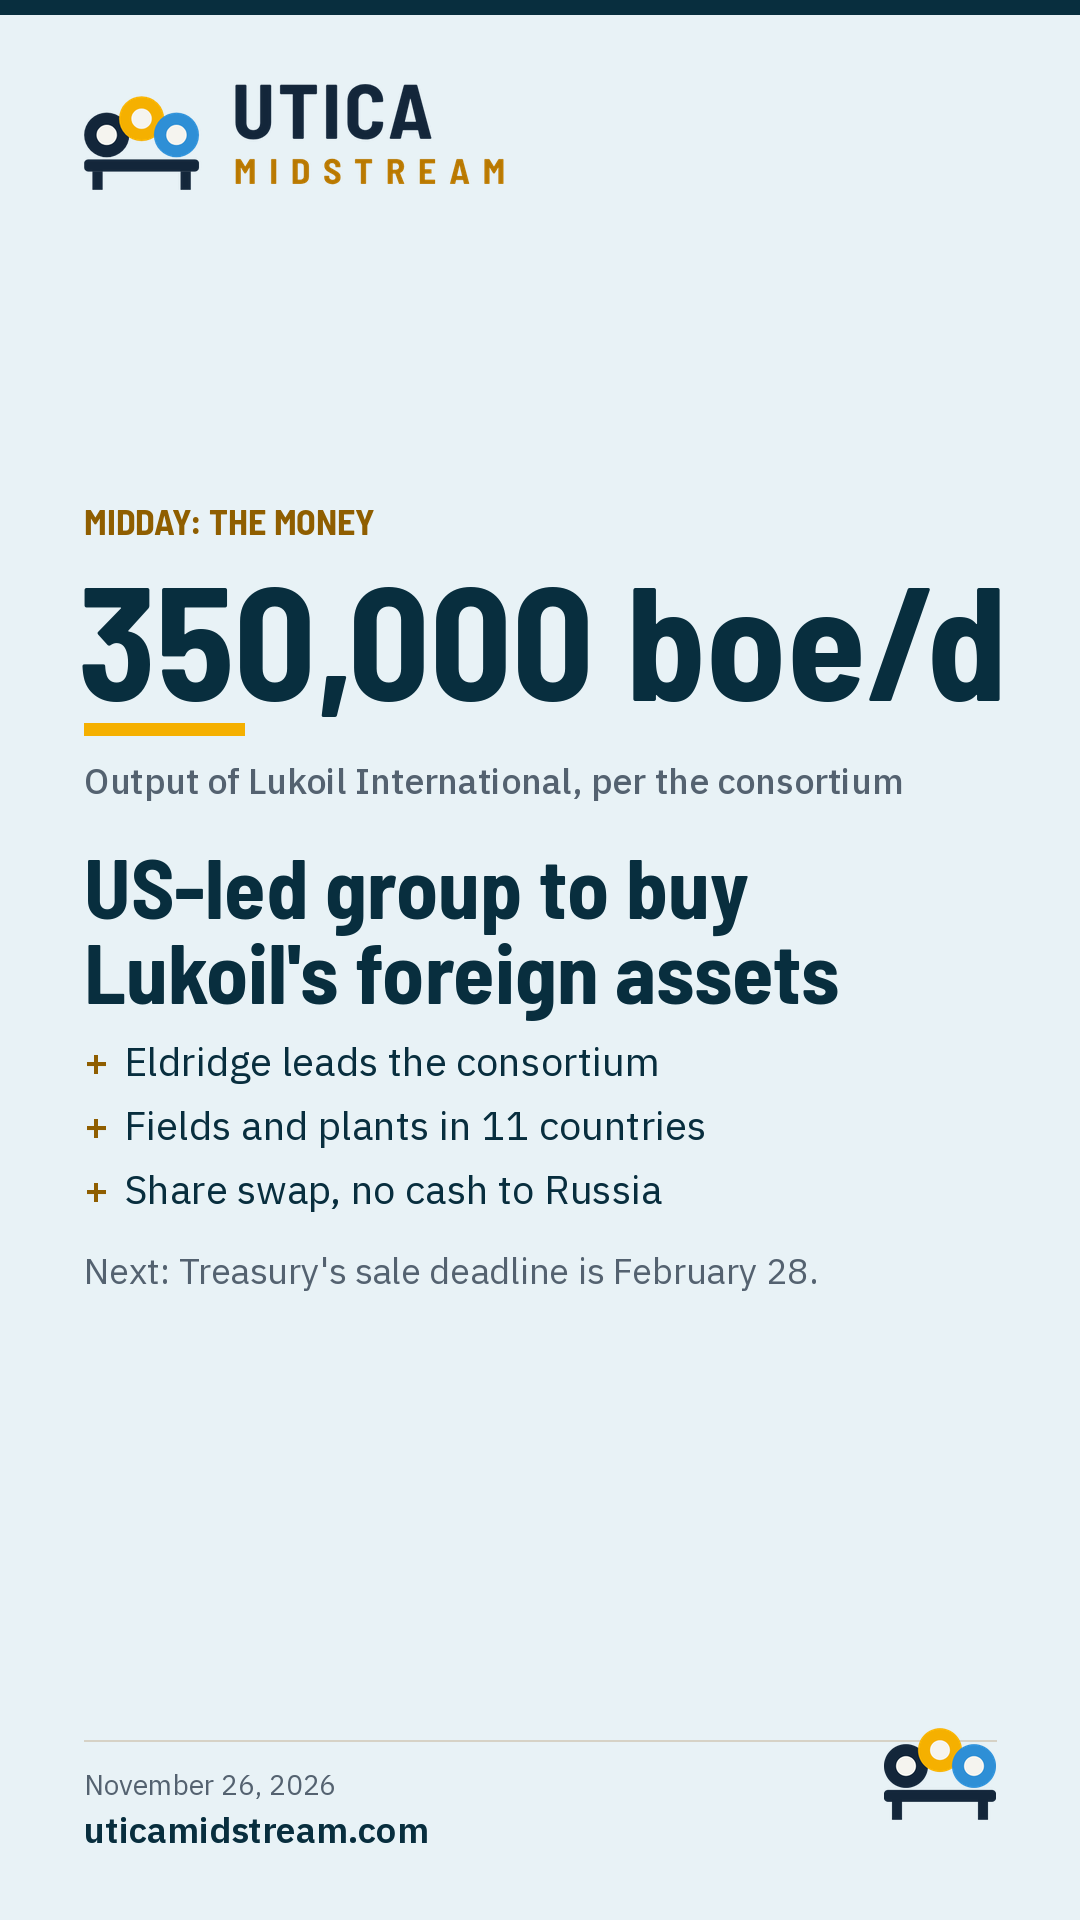 UTICA
MIDSTREAM
MIDDAY: THE MONEY
350,000 boe/d
Output of Lukoil International, per the consortium
US-led group to buy
Lukoil's foreign assets
+ Eldridge leads the consortium
+ Fields and plants in 11 countries
+ Share swap, no cash to Russia
Next: Treasury's sale deadline is February 28.
November 26, 2026
uticamidstream.com